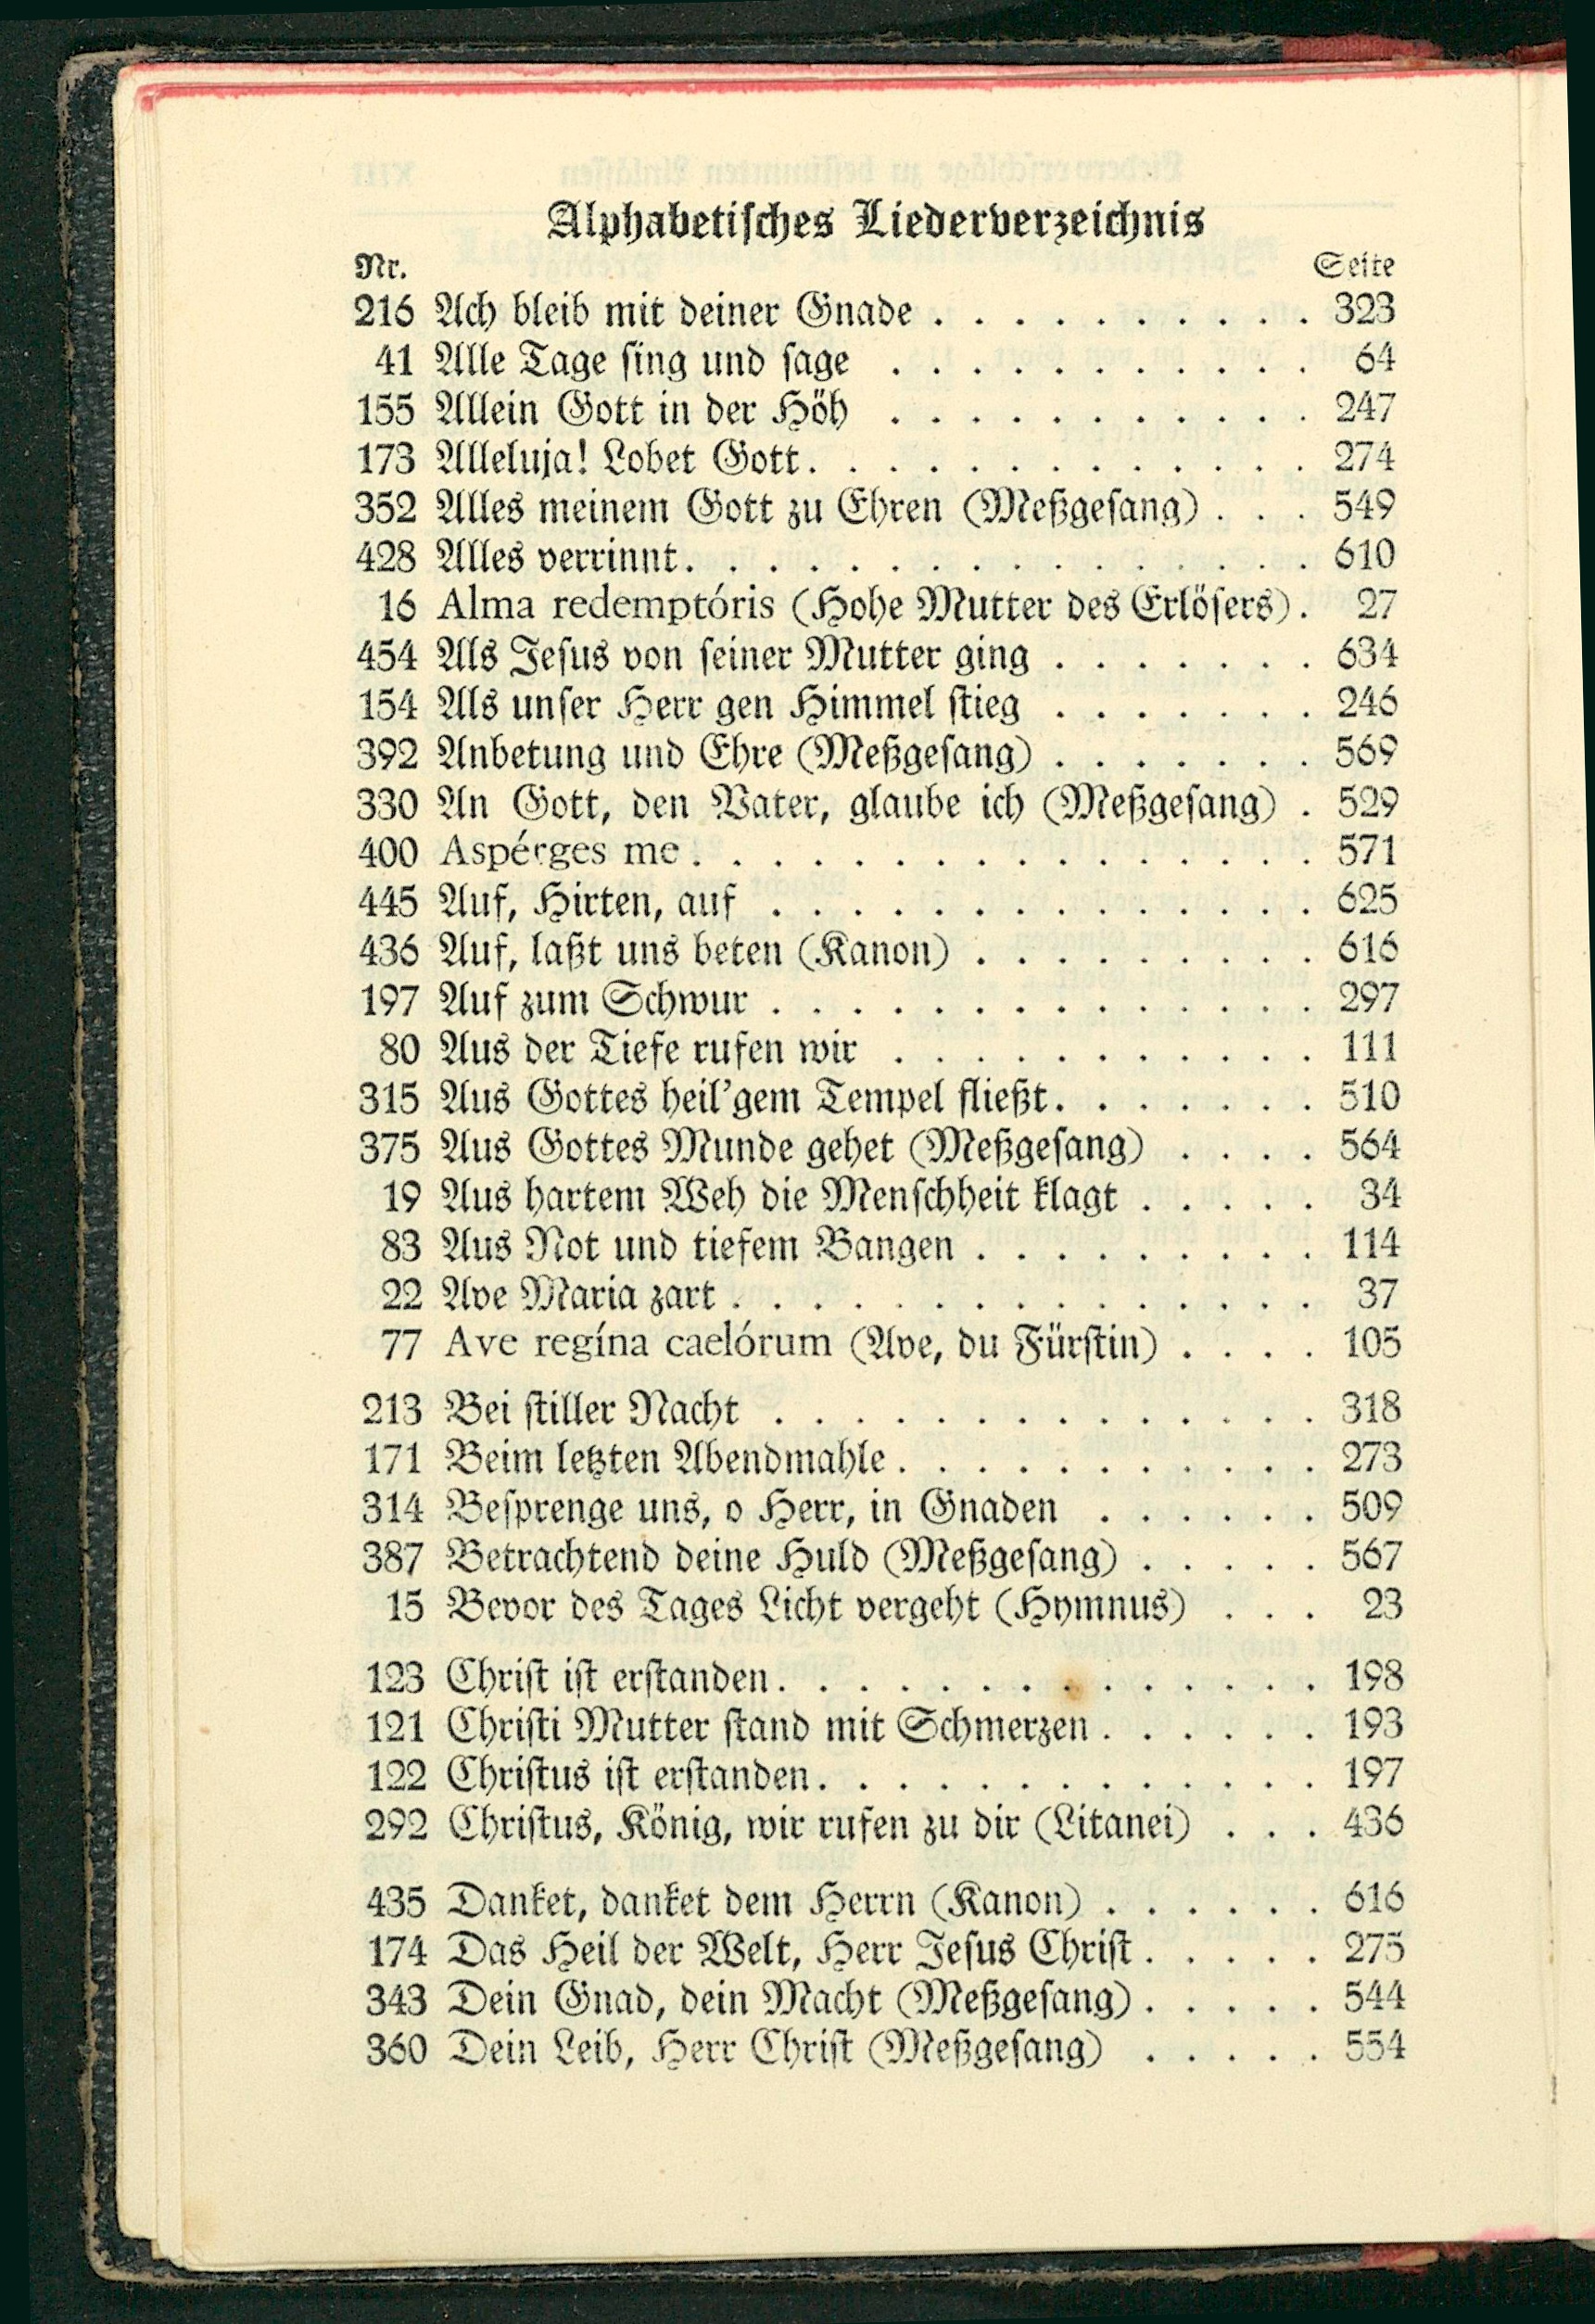 Alphabetisches Liederverzeichnis
Nr. Seite
216 Ach bleib mit deiner Gnade . . . . . . . . . . 323
41 Alle Tage sing und sage . . . . . . . . . . . 64
155 Allein Gott in der Höh . . . . . . . . . . . 247
173 Alleluja! Lobet Gott. . . . . . . . . . . . . 274
352 Alles meinem Gott zu Ehren (Meßgesang) . . . 549
428 Alles verrinnt. . . . . . . . . . . . . . . . 610
16 Alma redemptóris (Hohe Mutter des Erlösers). 27
454 Als Jesus von seiner Mutter ging . . . . . . . 634
154 Als unser Herr gen Himmel stieg . . . . . . . 246
392 Anbetung und Ehre (Meßgesang) . . . . . . . 569
330 An Gott, den Vater, glaube ich (Meßgesang) . 529
400 Aspérges me . . . . . . . . . . . . . . . . 571
445 Auf, Hirten, auf . . . . . . . . . . . . . . 625
436 Auf, laßt uns beten (Kanon) . . . . . . . . . 616
197 Auf zum Schwur . . . . . . . . . . . . . . 297
80 Aus der Tiefe rufen wir . . . . . . . . . . . 111
315 Aus Gottes heil'gem Tempel fließt. . . . . . . 510
375 Aus Gottes Munde gehet (Meßgesang) . . . . 564
19 Aus hartem Weh die Menschheit klagt . . . . . 34
83 Aus Not und tiefem Bangen . . . . . . . . . 114
22 Ave Maria zart . . . . . . . . . . . . . . . 37
77 Ave regína caelórum (Ave, du Fürstin) . . . . 105
213 Bei stiller Nacht . . . . . . . . . . . . . . 318
171 Beim letzten Abendmahle . . . . . . . . . . . 273
314 Besprenge uns, o Herr, in Gnaden . . . . . . 509
387 Betrachtend deine Huld (Meßgesang) . . . . . 567
15 Bevor des Tages Licht vergeht (Hymnus) . . . 23
123 Christ ist erstanden. . . . . . . . . . . . . . 198
121 Christi Mutter stand mit Schmerzen . . . . . . 193
122 Christus ist erstanden. . . . . . . . . . . . . 197
292 Christus, König, wir rufen zu dir (Litanei) . . . 436
435 Danket, danket dem Herrn (Kanon) . . . . . . 616
174 Das Heil der Welt, Herr Jesus Christ . . . . . 275
343 Dein Gnad, dein Macht (Meßgesang) . . . . . 544
360 Dein Leib, Herr Christ (Meßgesang) . . . . . 554